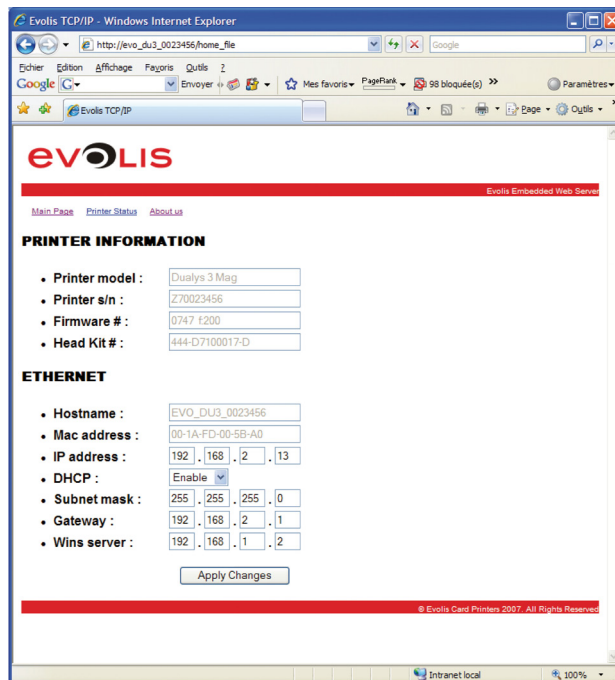 Evolis TCP/IP - Windows Internet Explorer
http://evo_du3_0023456/home_file
Google
Fichier Edition Affichage Favoris Outils ?
Google G Envoyer Mes favoris PageRank 98 bloquée(s) Paramètres
Evolis TCP/IP Page Outils
evolis
Evolis Embedded Web Server
Main Page Printer Status About us
PRINTER INFORMATION
Printer model : Dualys 3 Mag
Printer s/n : Z70023456
Firmware # : 0747 f.200
Head Kit # : 444-D7100017-D
ETHERNET
Hostname : EVO_DU3_0023456
Mac address : 00-1A-FD-00-5B-A0
IP address : 192 . 168 . 2 . 13
DHCP : Enable
Subnet mask : 255 . 255 . 255 . 0
Gateway : 192 . 168 . 2 . 1
Wins server : 192 . 168 . 1 . 2
Apply Changes
® Evolis Card Printers 2007. All Rights Reserved
Intranet local 100%